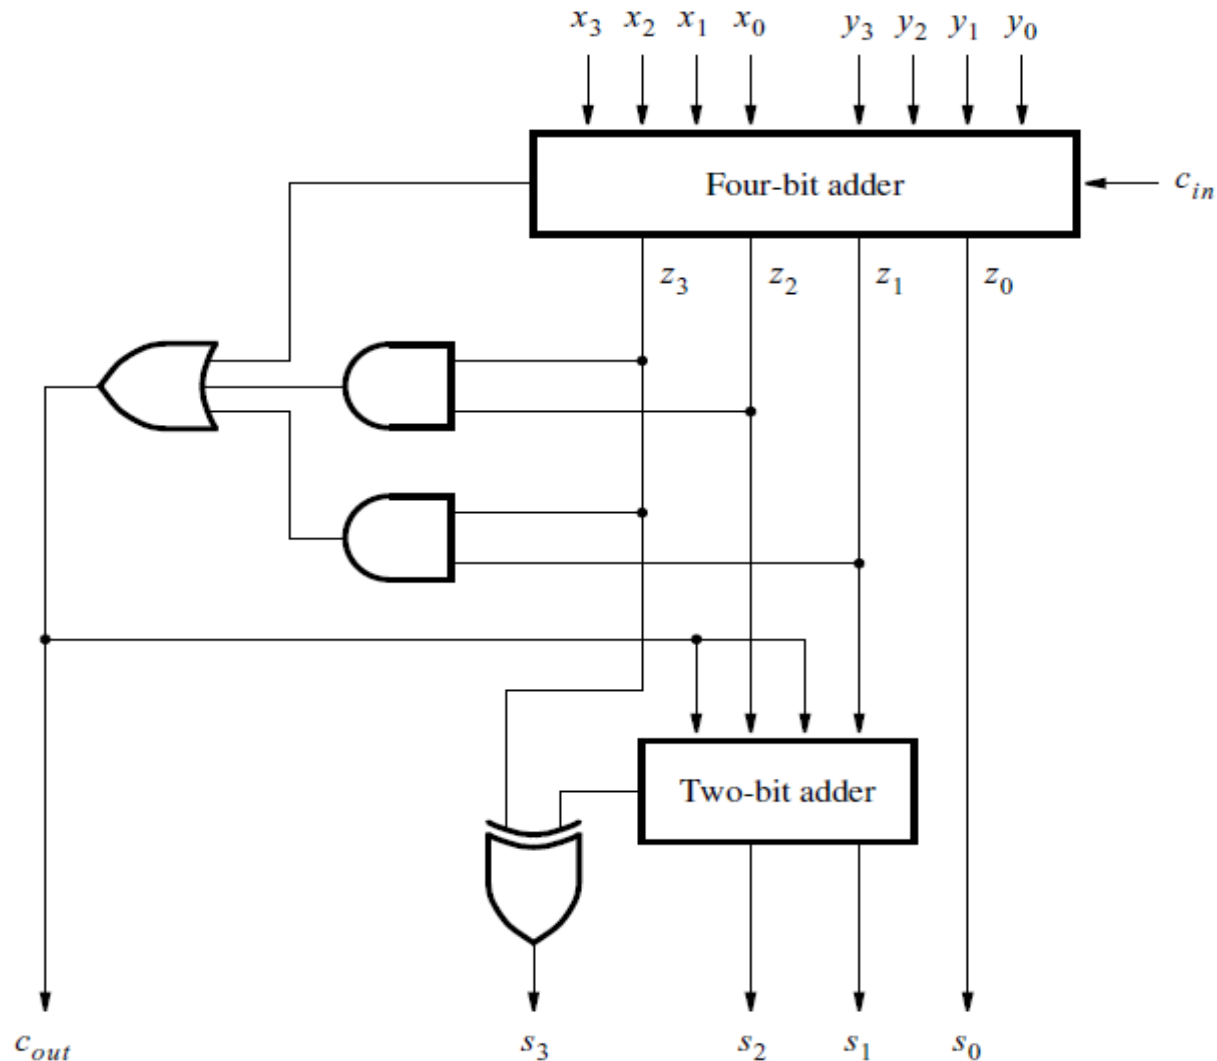 x3 x2 x1 x0 y3 y2 y1 y0
Four-bit adder
cin
z3 z2 z1 z0
Two-bit adder
cout s3 s2 s1 s0